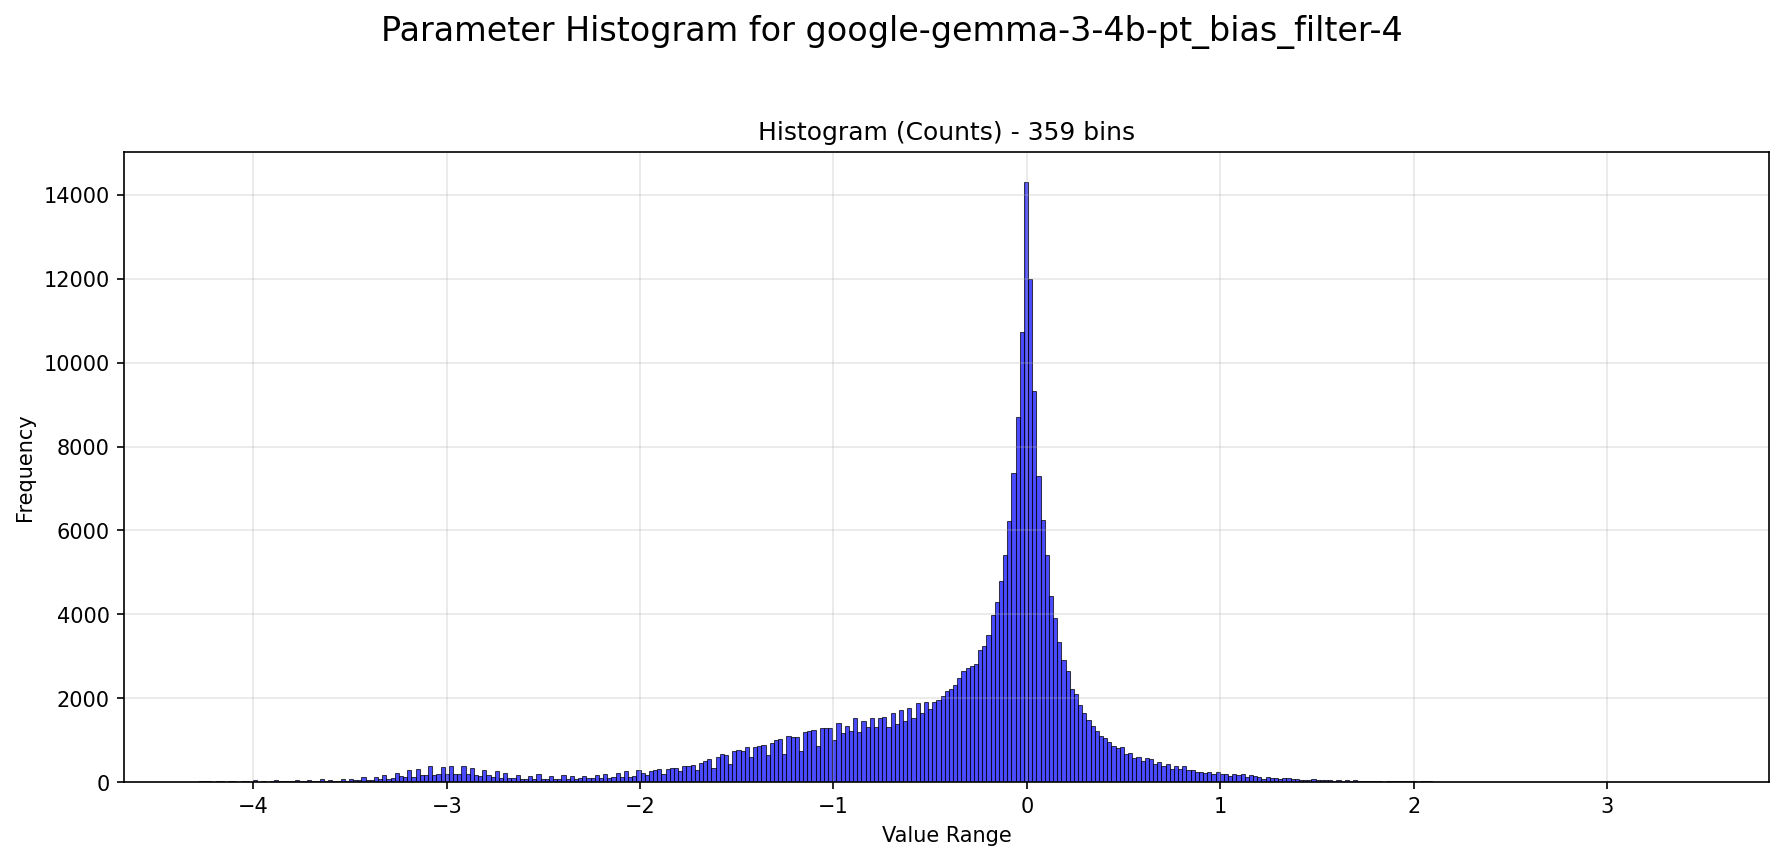 Parameter Histogram for google-gemma-3-4b-pt_bias_filter-4
Histogram (Counts) - 359 bins
14000
12000
10000
8000
6000
4000
2000
0
Frequency
−4 −3 −2 −1 0 1 2 3
Value Range